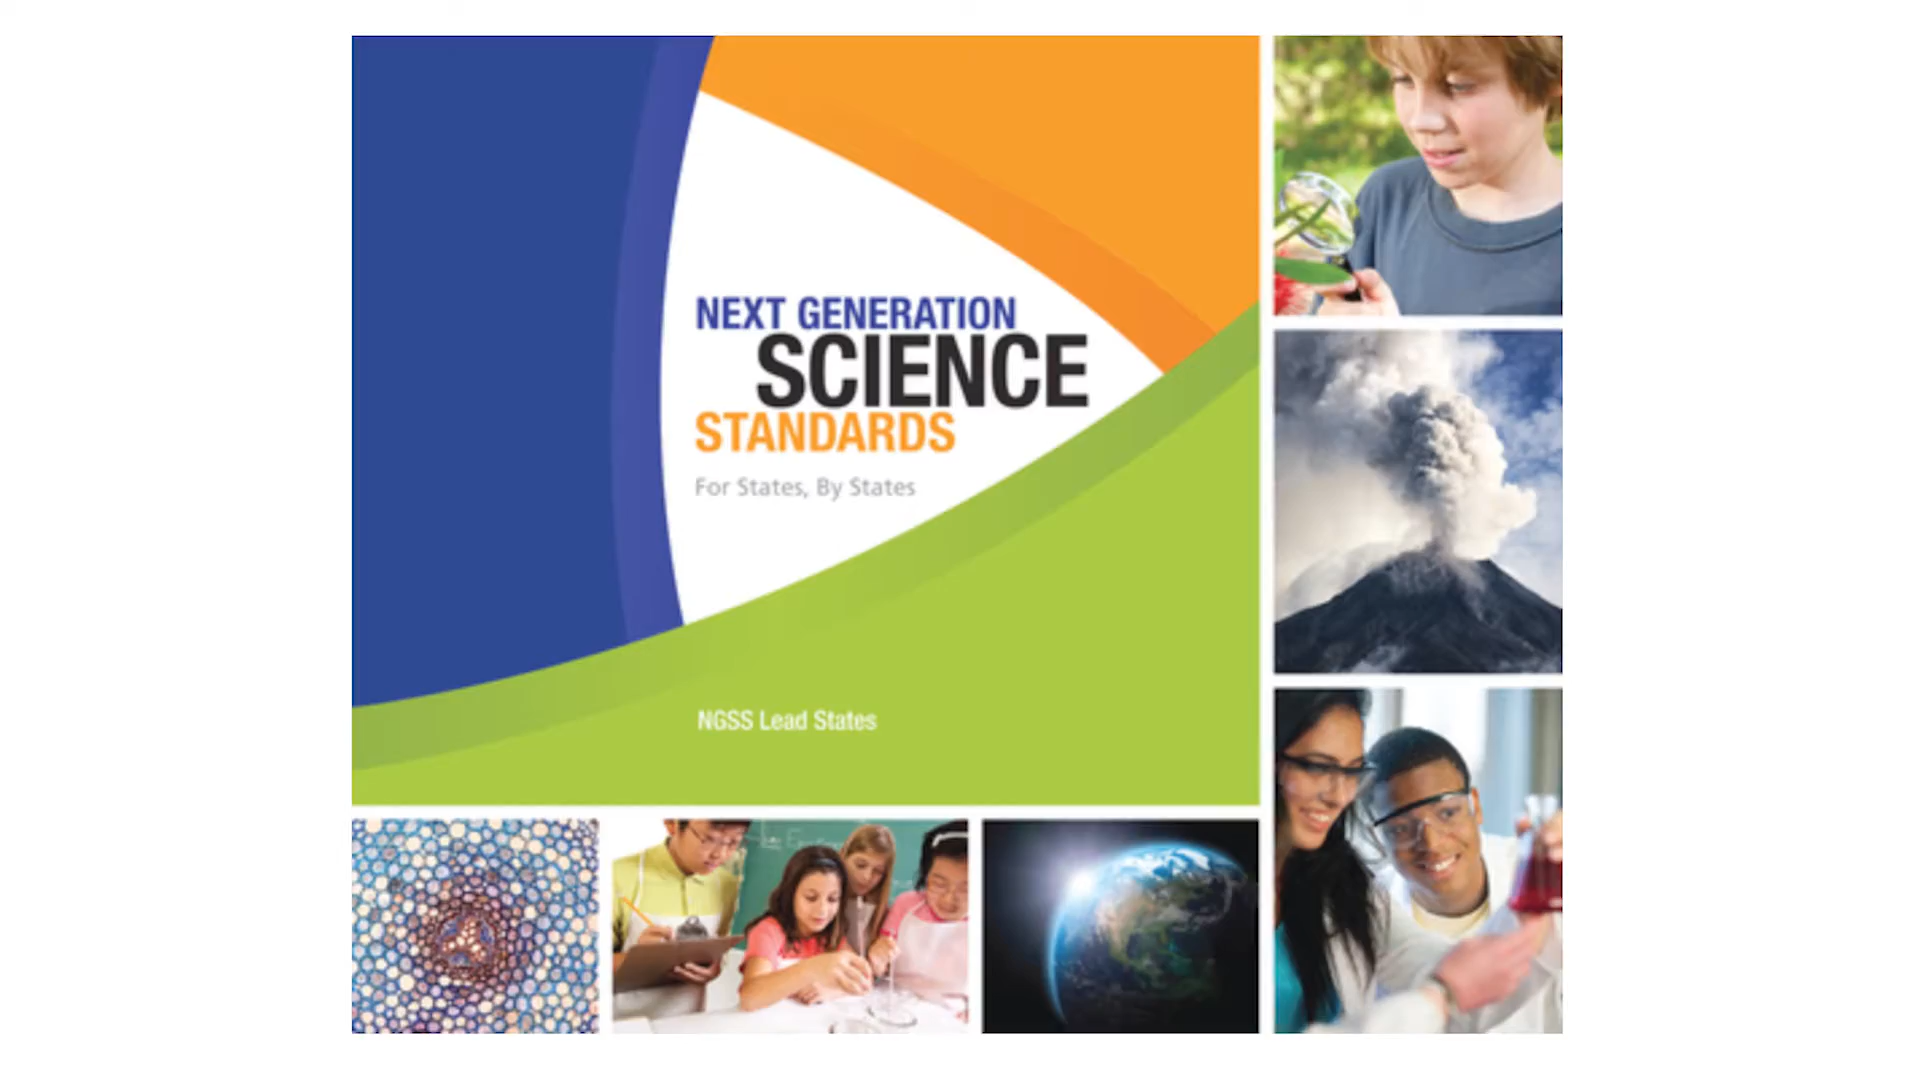 NEXT GENERATION
SCIENCE
STANDARDS
For States, By States
NGSS Lead States